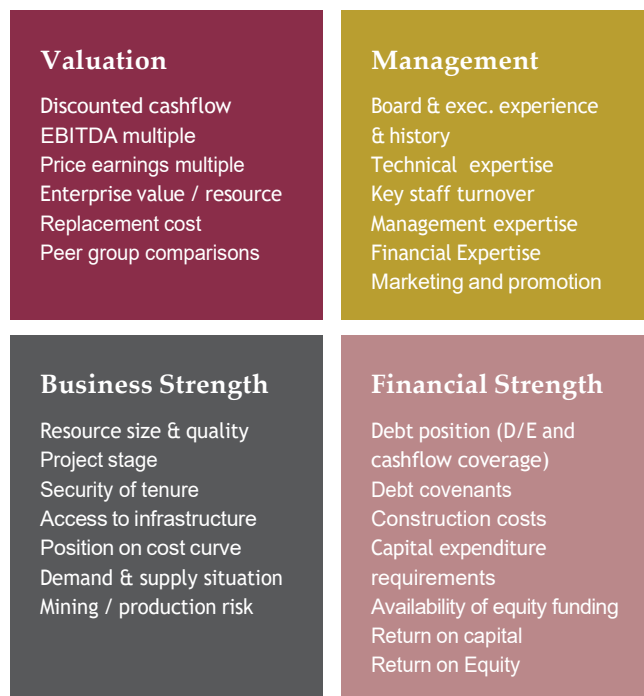 Valuation
Discounted cashflow
EBITDA multiple
Price earnings multiple
Enterprise value / resource
Replacement cost
Peer group comparisons
Management
Board & exec. experience
& history
Technical expertise
Key staff turnover
Management expertise
Financial Expertise
Marketing and promotion
Business Strength
Resource size & quality
Project stage
Security of tenure
Access to infrastructure
Position on cost curve
Demand & supply situation
Mining / production risk
Financial Strength
Debt position (D/E and
cashflow coverage)
Debt covenants
Construction costs
Capital expenditure
requirements
Availability of equity funding
Return on capital
Return on Equity